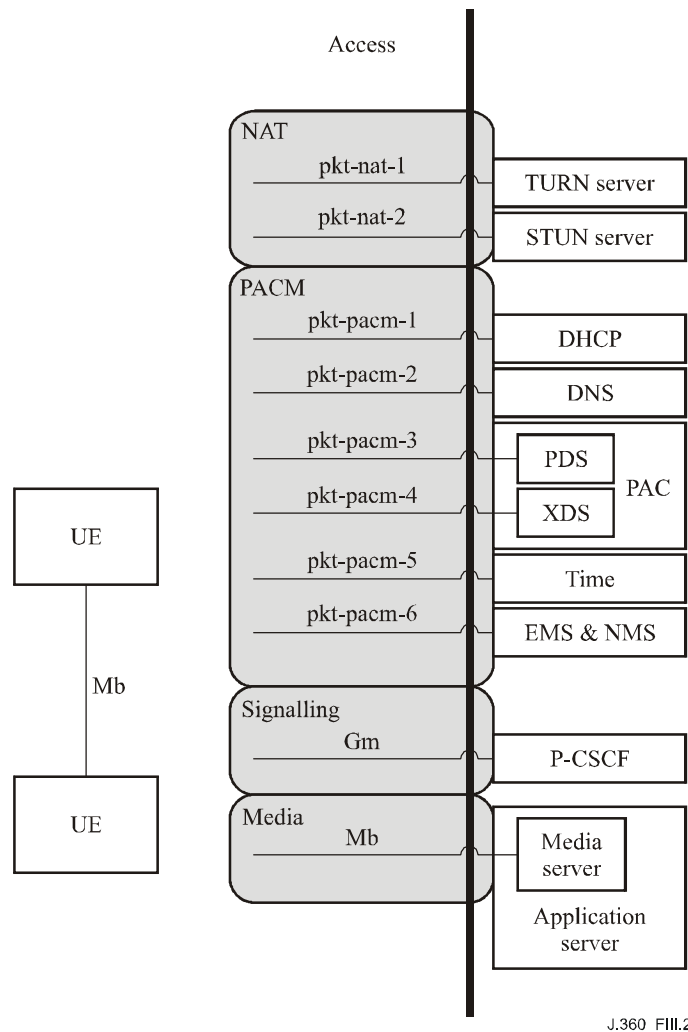 Access
NAT
pkt-nat-1
TURN server
pkt-nat-2
STUN server
PACM
pkt-pacm-1
DHCP
pkt-pacm-2
DNS
pkt-pacm-3
PDS
PAC
pkt-pacm-4
XDS
UE
pkt-pacm-5
Time
pkt-pacm-6
EMS & NMS
Mb
Signalling
Gm
P-CSCF
UE
Media
Mb
Media
server
Application
server
J.360_FIII.2